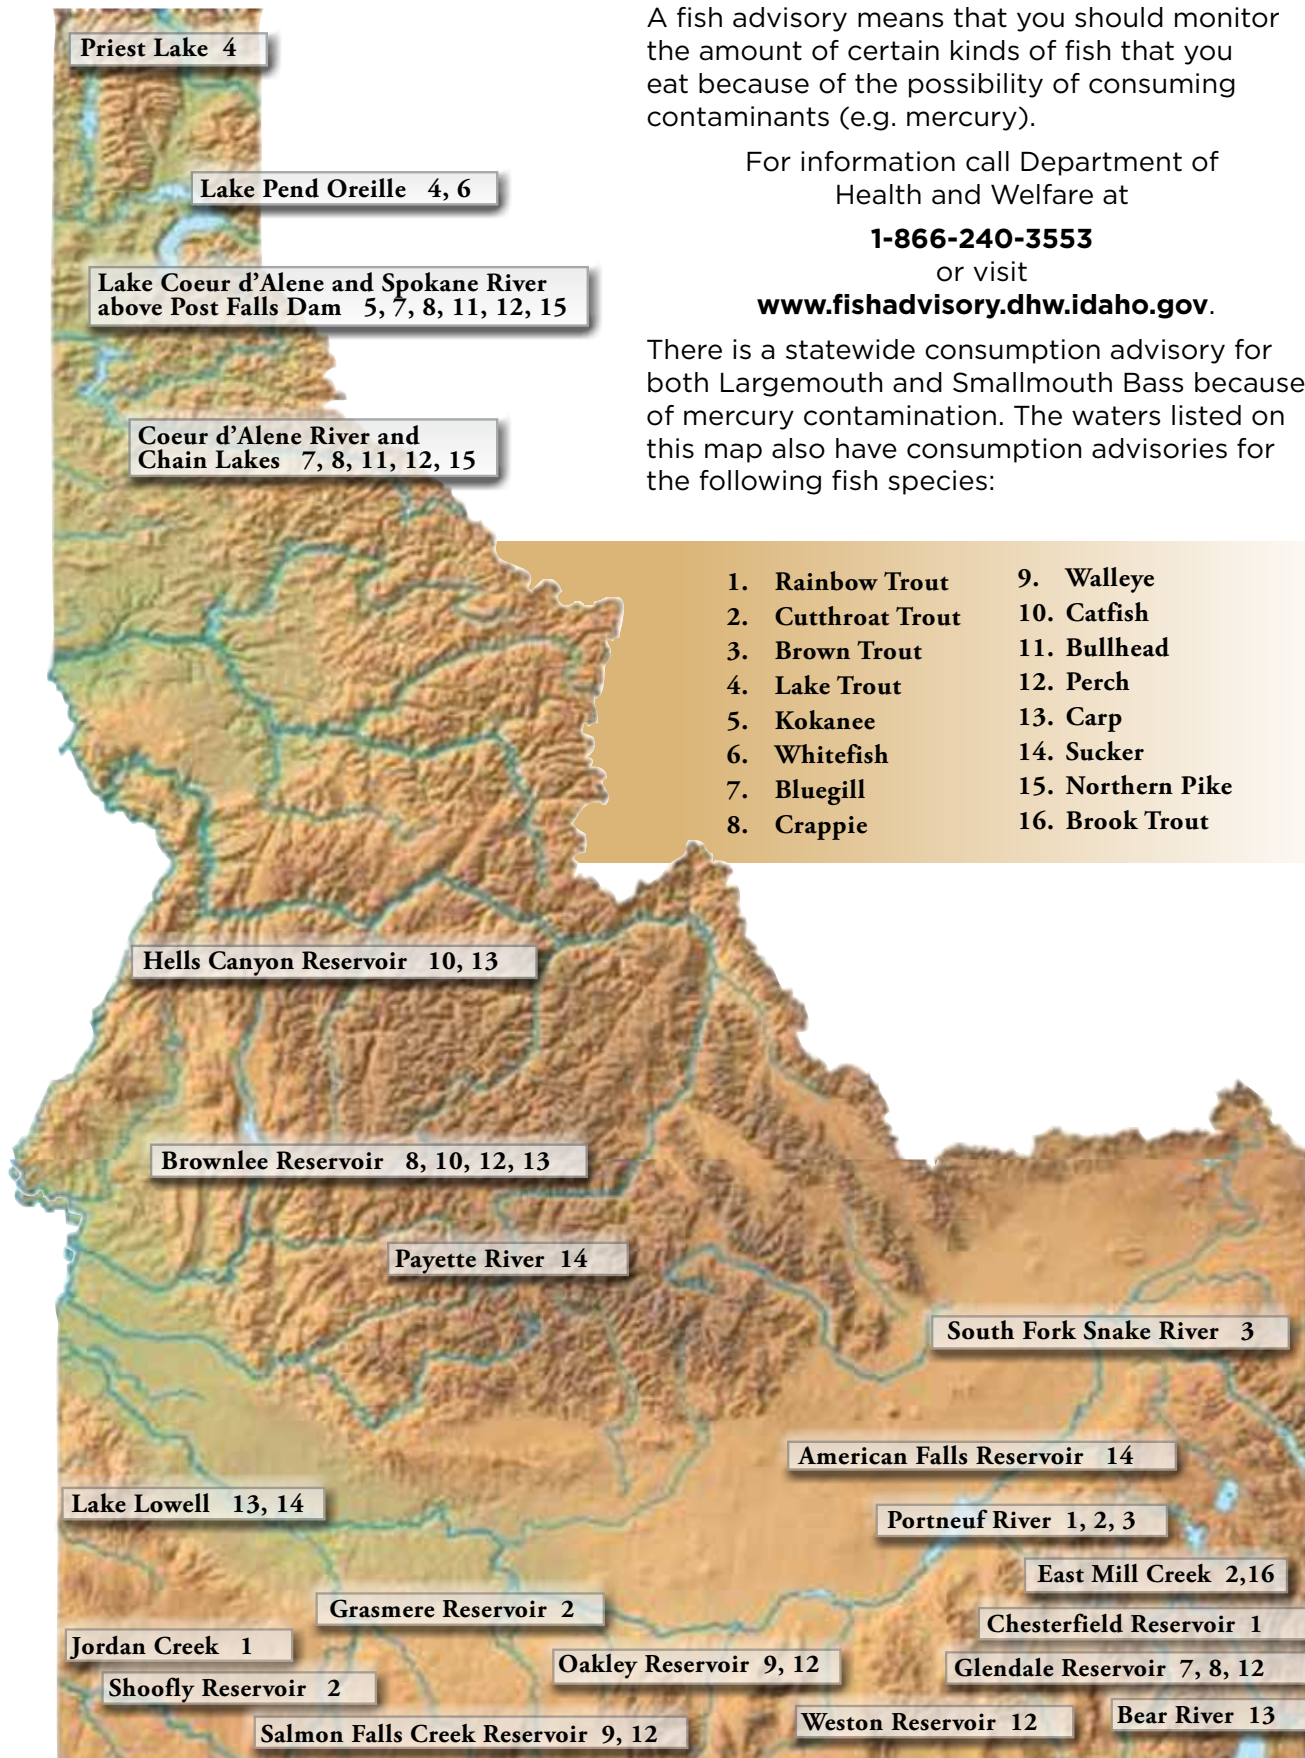 A fish advisory means that you should monitor
the amount of certain kinds of fish that you
eat because of the possibility of consuming
contaminants (e.g. mercury).
For information call Department of
Health and Welfare at
1-866-240-3553
or visit
www.fishadvisory.dhw.idaho.gov.
There is a statewide consumption advisory for
both Largemouth and Smallmouth Bass because
of mercury contamination. The waters listed on
this map also have consumption advisories for
the following fish species:
1. Rainbow Trout
2. Cutthroat Trout
3. Brown Trout
4. Lake Trout
5. Kokanee
6. Whitefish
7. Bluegill
8. Crappie
9. Walleye
10. Catfish
11. Bullhead
12. Perch
13. Carp
14. Sucker
15. Northern Pike
16. Brook Trout
Priest Lake 4
Lake Pend Oreille 4, 6
Lake Coeur d'Alene and Spokane River
above Post Falls Dam 5, 7, 8, 11, 12, 15
Coeur d'Alene River and
Chain Lakes 7, 8, 11, 12, 15
Hells Canyon Reservoir 10, 13
Brownlee Reservoir 8, 10, 12, 13
Payette River 14
South Fork Snake River 3
American Falls Reservoir 14
Lake Lowell 13, 14
Portneuf River 1, 2, 3
East Mill Creek 2,16
Grasmere Reservoir 2
Chesterfield Reservoir 1
Jordan Creek 1
Oakley Reservoir 9, 12
Glendale Reservoir 7, 8, 12
Shoofly Reservoir 2
Weston Reservoir 12
Bear River 13
Salmon Falls Creek Reservoir 9, 12